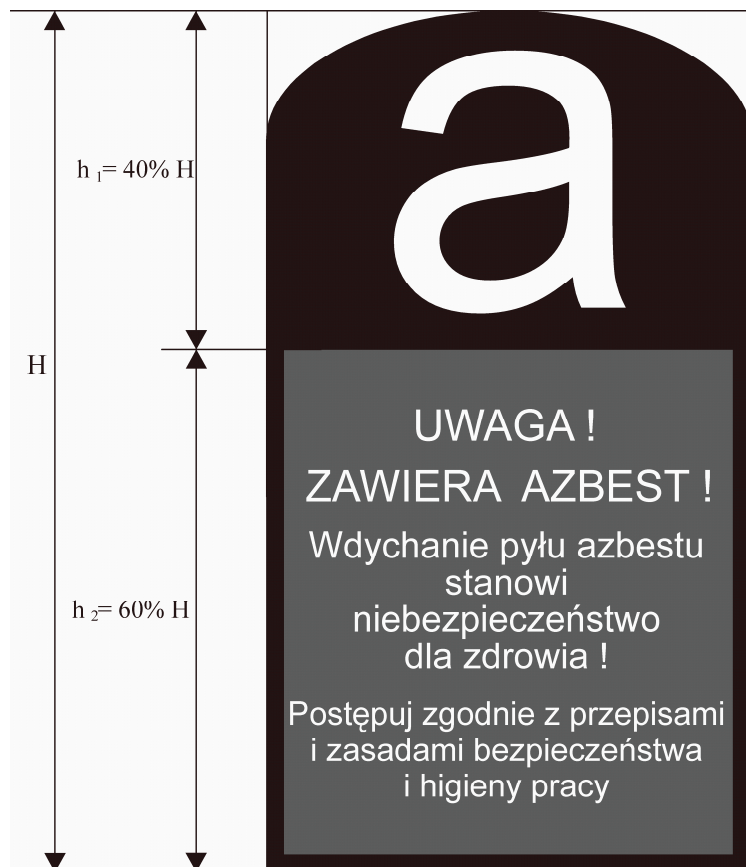 a
h 1= 40% H
H
UWAGA !
ZAWIERA AZBEST !
Wdychanie pyłu azbestu
stanowi
niebezpieczeństwo
dla zdrowia !
h 2= 60% H
Postępuj zgodnie z przepisami
i zasadami bezpieczeństwa
i higieny pracy